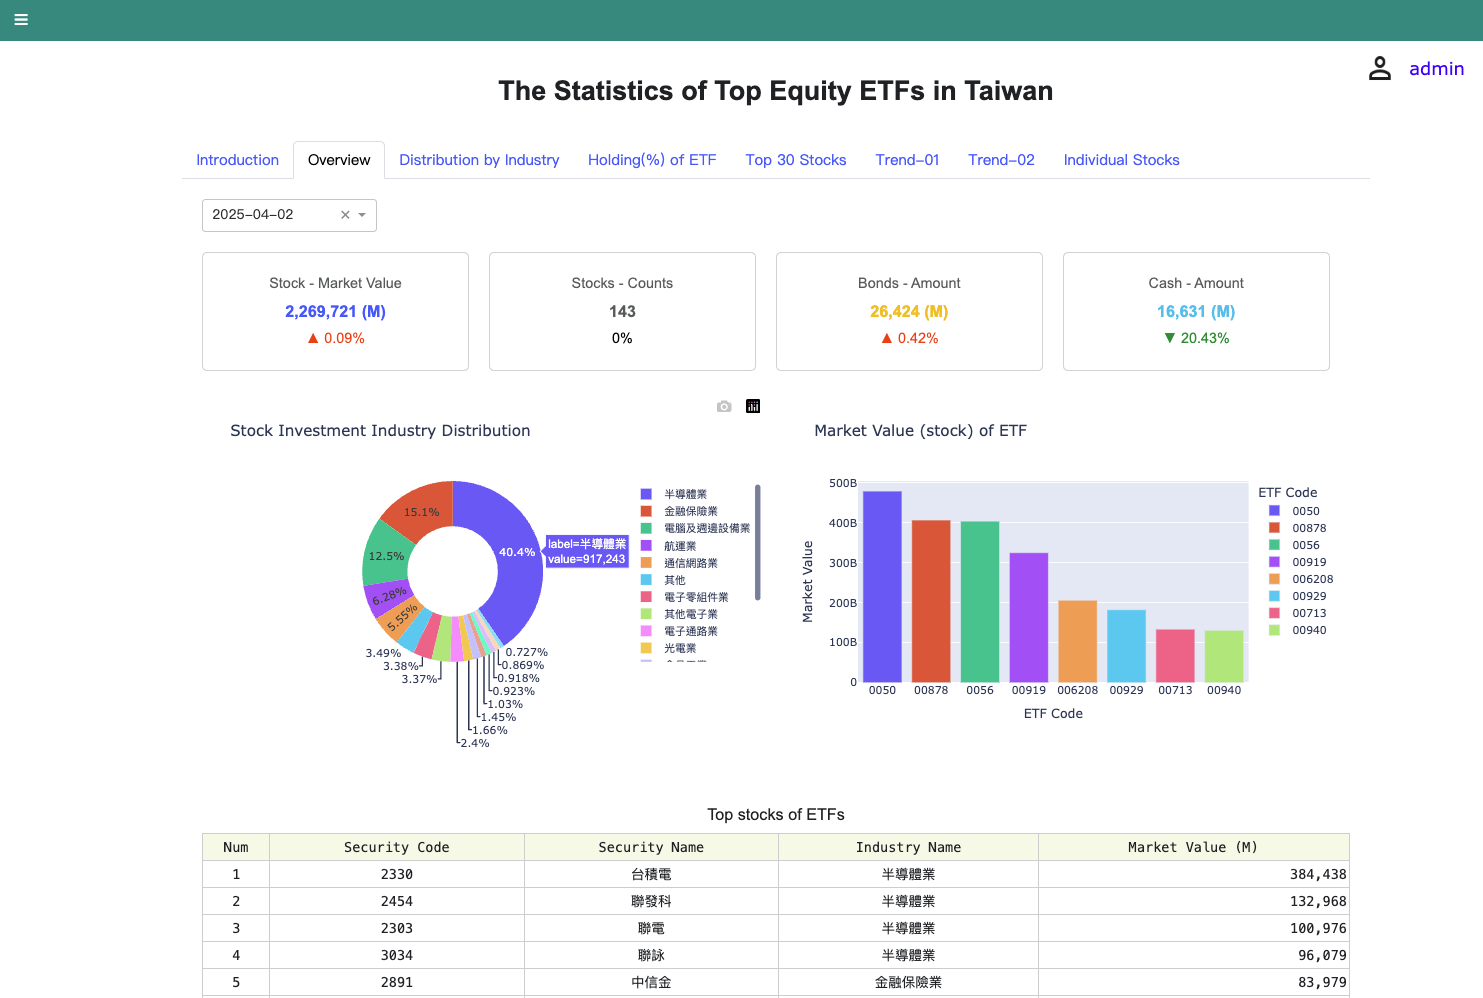 admin
The Statistics of Top Equity ETFs in Taiwan
Introduction Overview Distribution by Industry Holding(%) of ETF Top 30 Stocks Trend-01 Trend-02 Individual Stocks
2025-04-02
Stock - Market Value
2,269,721 (M)
▲ 0.09%
Stocks - Counts
143
0%
Bonds - Amount
26,424 (M)
▲ 0.42%
Cash - Amount
16,631 (M)
▼ 20.43%
Stock Investment Industry Distribution
15.1%
40.4%
12.5%
6.28%
5.55%
3.49%
3.38%
3.37%
0.727%
0.869%
0.918%
0.923%
1.03%
1.45%
1.66%
2.4%
label=半導體業
value=917,243
半導體業
金融保險業
電腦及週邊設備業
航運業
通信網路業
其他
電子零組件業
其他電子業
電子通路業
光電業
Market Value (stock) of ETF
Market Value
500B
400B
300B
200B
100B
0
0050 00878 0056 00919 006208 00929 00713 00940
ETF Code
ETF Code
0050
00878
0056
00919
006208
00929
00713
00940
Top stocks of ETFs
Num Security Code Security Name Industry Name Market Value (M)
1 2330 台積電 半導體業 384,438
2 2454 聯發科 半導體業 132,968
3 2303 聯電 半導體業 100,976
4 3034 聯詠 半導體業 96,079
5 2891 中信金 金融保險業 83,979